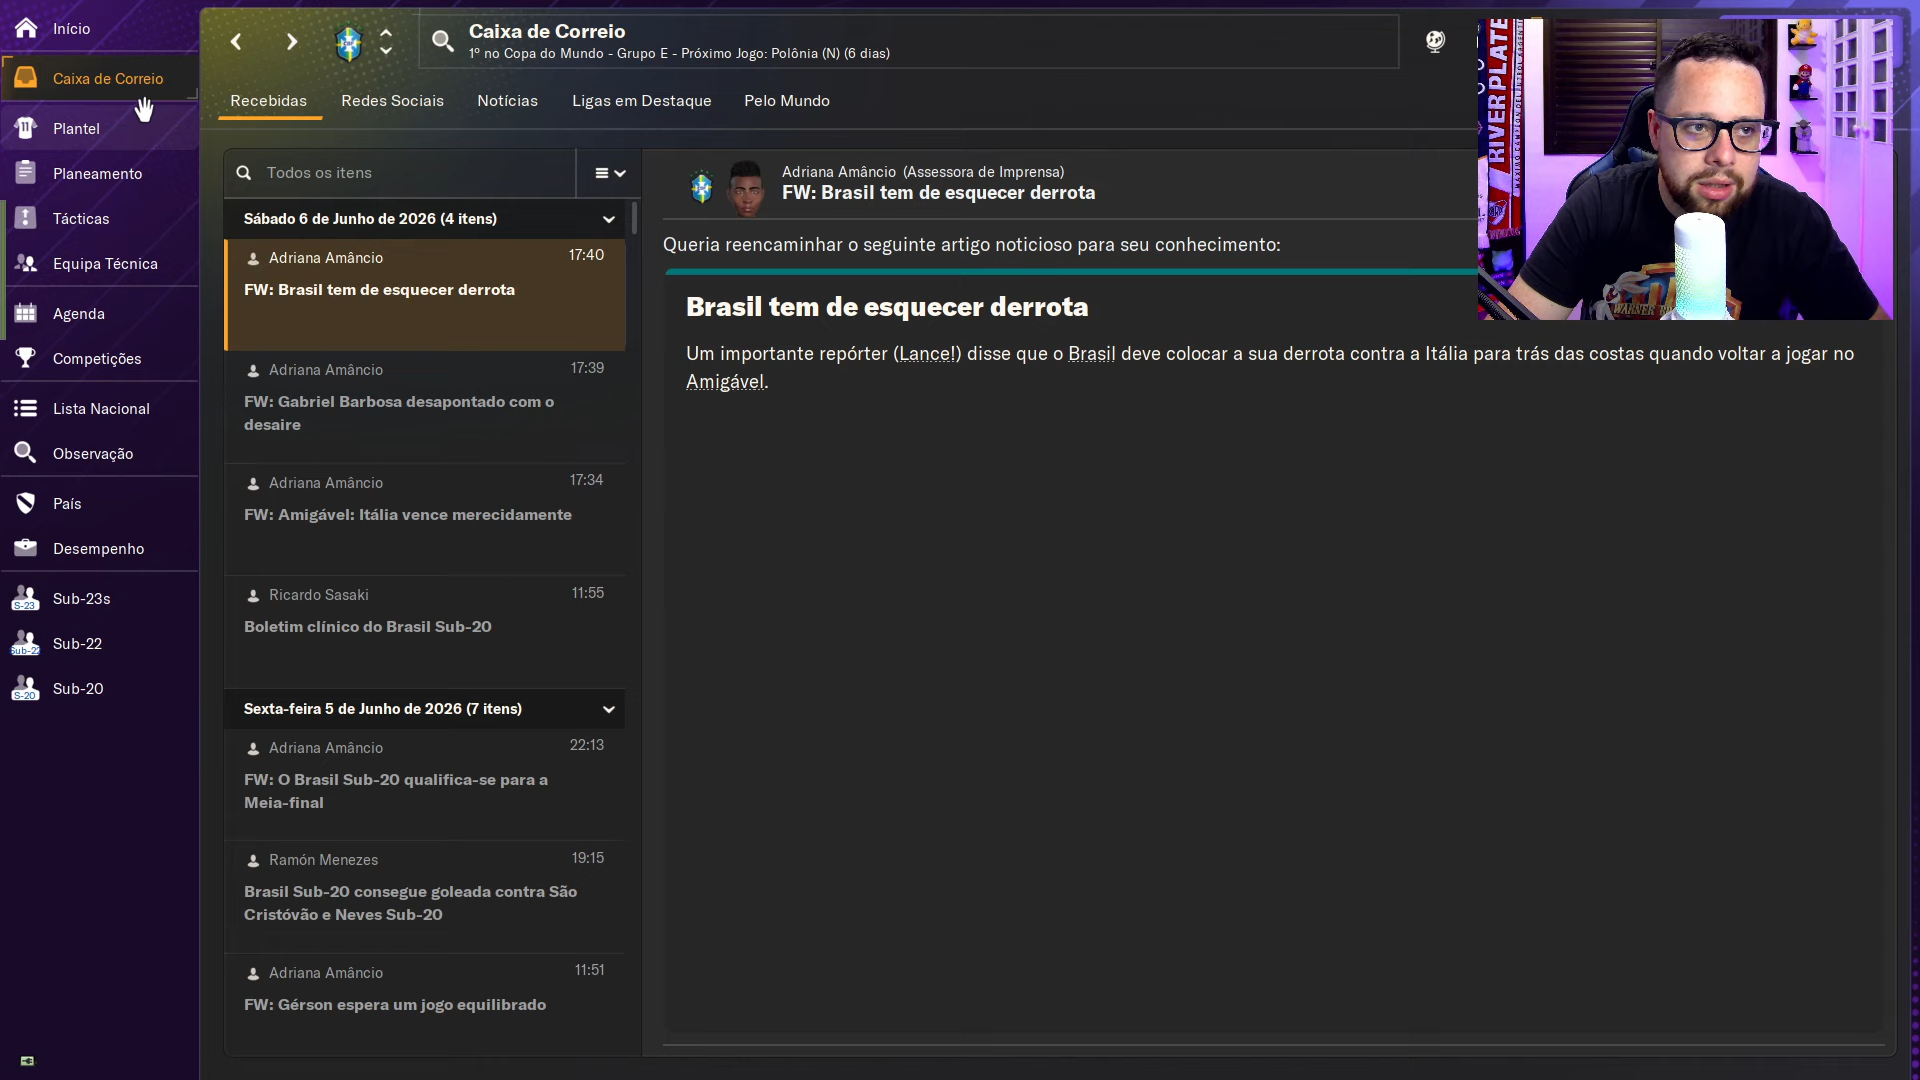 Início
Caixa de Correio
Plantel
Planeamento
Tácticas
Equipa Técnica
Agenda
Competições
Lista Nacional
Observação
País
Desempenho
S-23
Sub-23s
Sub-22
S-20
Sub-20
Caixa de Correio
1º no Copa do Mundo - Grupo E - Próximo Jogo: Polônia (N) (6 dias)
Recebidas
Redes Sociais
Notícias
Ligas em Destaque
Pelo Mundo
Todos os itens
Sábado 6 de Junho de 2026 (4 itens)
Adriana Amâncio
17:40
FW: Brasil tem de esquecer derrota
Adriana Amâncio
17:39
FW: Gabriel Barbosa desapontado com o
desaire
Adriana Amâncio
17:34
FW: Amigável: Itália vence merecidamente
Ricardo Sasaki
11:55
Boletim clínico do Brasil Sub-20
Sexta-feira 5 de Junho de 2026 (7 itens)
Adriana Amâncio
22:13
FW: O Brasil Sub-20 qualifica-se para a
Meia-final
Ramón Menezes
19:15
Brasil Sub-20 consegue goleada contra São
Cristóvão e Neves Sub-20
Adriana Amâncio
11:51
FW: Gérson espera um jogo equilibrado
Adriana Amâncio (Assessora de Imprensa)
FW: Brasil tem de esquecer derrota
Queria reencaminhar o seguinte artigo noticioso para seu conhecimento:
Brasil tem de esquecer derrota
Um importante repórter (Lance!) disse que o Brasil deve colocar a sua derrota contra a Itália para trás das costas quando voltar a jogar no
Amigável.
RIVER PLATE
WARNER